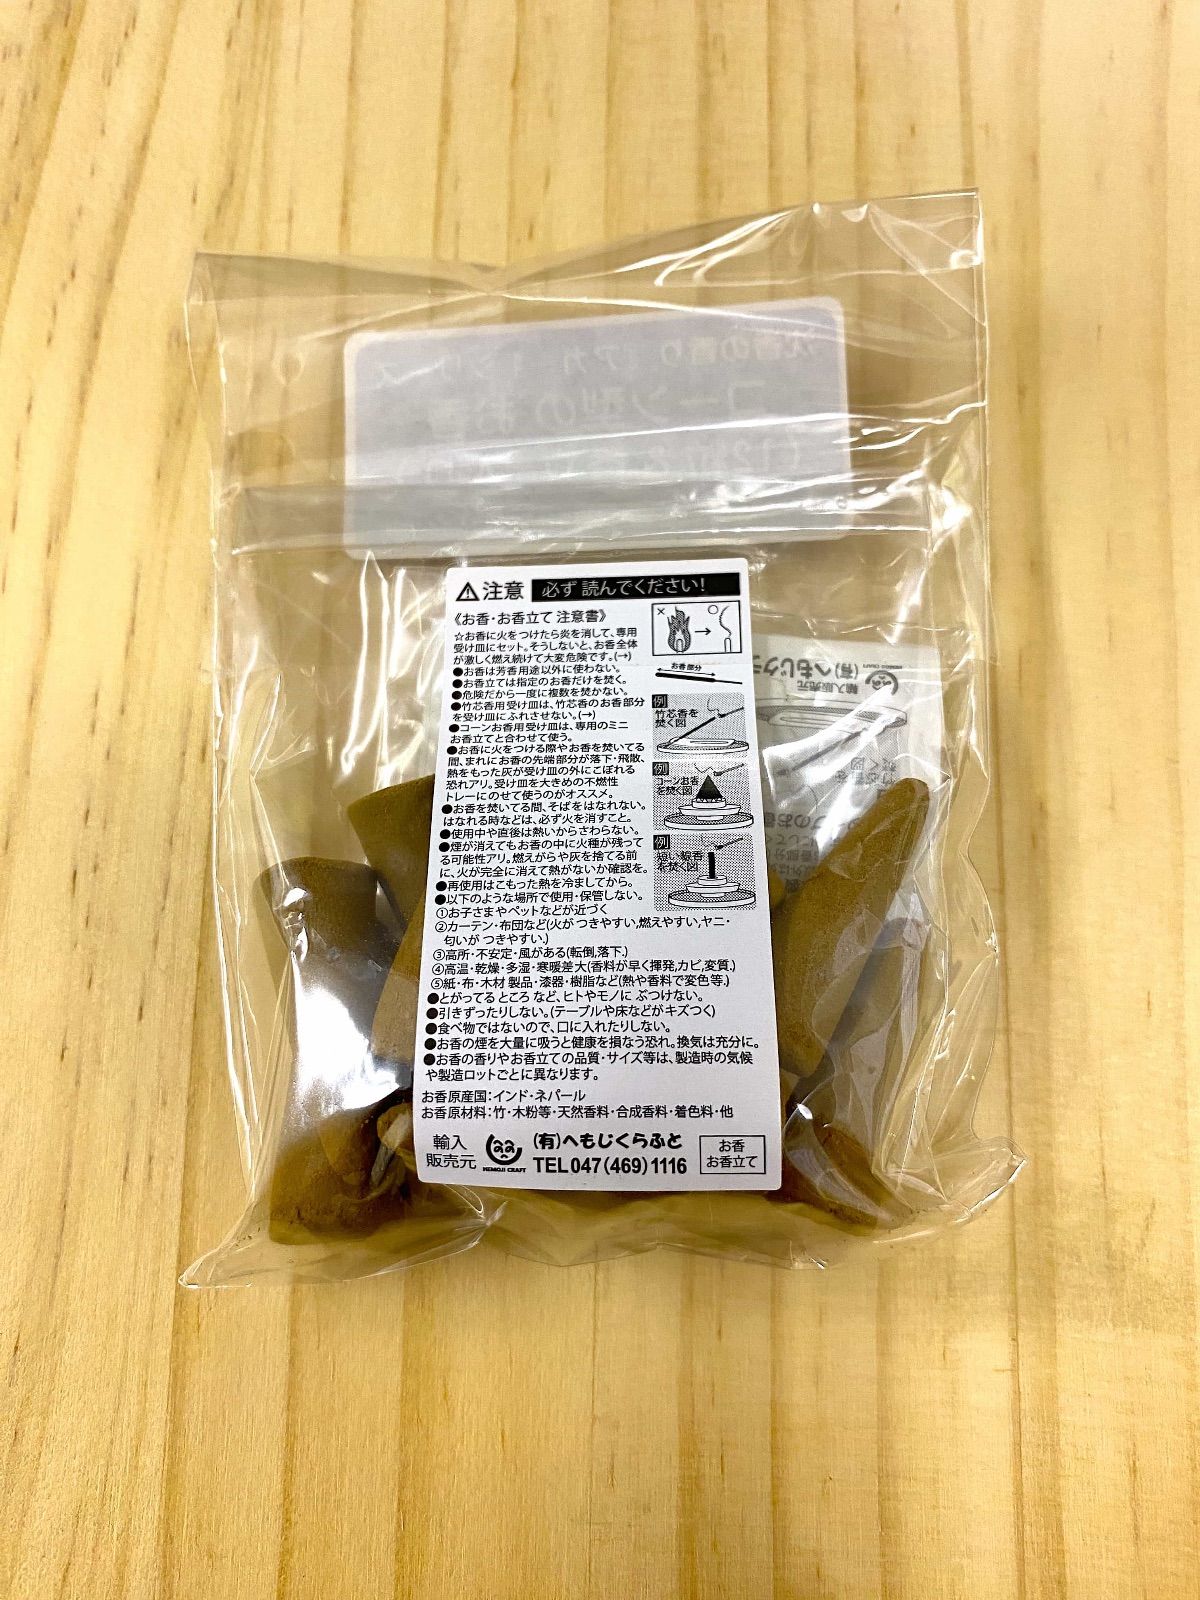 注意 必ず 読んでください!
《お香・お香立て 注意書》
☆お香に火をつけたら炎を消して、専用
受け皿にセット。そうしないと、お香全体
が激しく燃え続けて大変危険です。(→)
●お香は芳香用途以外に使わない。
●お香立ては指定のお香だけを焚く。
●危険だから一度に複数を焚かない。
●竹芯香用受け皿は、竹芯香のお香部分
を受け皿にふれさせない。(→)
●コーンお香用受け皿は、専用のミニ
お香立てと合わせて使う。
●お香に火をつける際やお香を焚いてる
間、まれにお香の先端部分が落下・飛散、
熱をもった灰が受け皿の外にこぼれる
恐れアリ。受け皿を大きめの不燃性
トレーにのせて使うのがオススメ。
●お香を焚いてる間、そばをはなれない。
はなれる時などは、必ず火を消すこと。
●使用中や直後は熱いからさわらない。
●煙が消えてもお香の中に火種が残って
る可能性アリ。燃えがらや灰を捨てる前
に、火が完全に消えて熱がないか確認を。
●再使用はこもった熱を冷ましてから。
●以下のような場所で使用・保管しない。
①お子さまやペットなどが近づく
②カーテン・布団など(火が つきやすい,燃えやすい,ヤニ・
匂いが つきやすい.)
③高所・不安定・風がある(転倒,落下.)
④高温・乾燥・多湿・寒暖差大(香料が早く揮発,カビ,変質.)
⑤紙・布・木材 製品・漆器・樹脂など(熱や香料で変色等.)
●とがってる ところ など、ヒトやモノに ぶつけない。
●引きずったりしない。(テーブルや床などがキズつく)
●食べ物ではないので、口に入れたりしない。
●お香の煙を大量に吸うと健康を損なう恐れ。換気は充分に。
●お香の香りやお香立ての品質・サイズ等は、製造時の気候
や製造ロットごとに異なります。
お香原産国:インド・ネパール
お香原材料:竹・木粉等・天然香料・合成香料・着色料・他
輸入
販売元
HEMOJI CRAFT
(有)へもじくらふと
TEL 047(469)1116
お香
お香立て
お香部分
例
竹芯香を
焚く図
例
コーンお香
を焚く図
例
短い線香
を焚く図